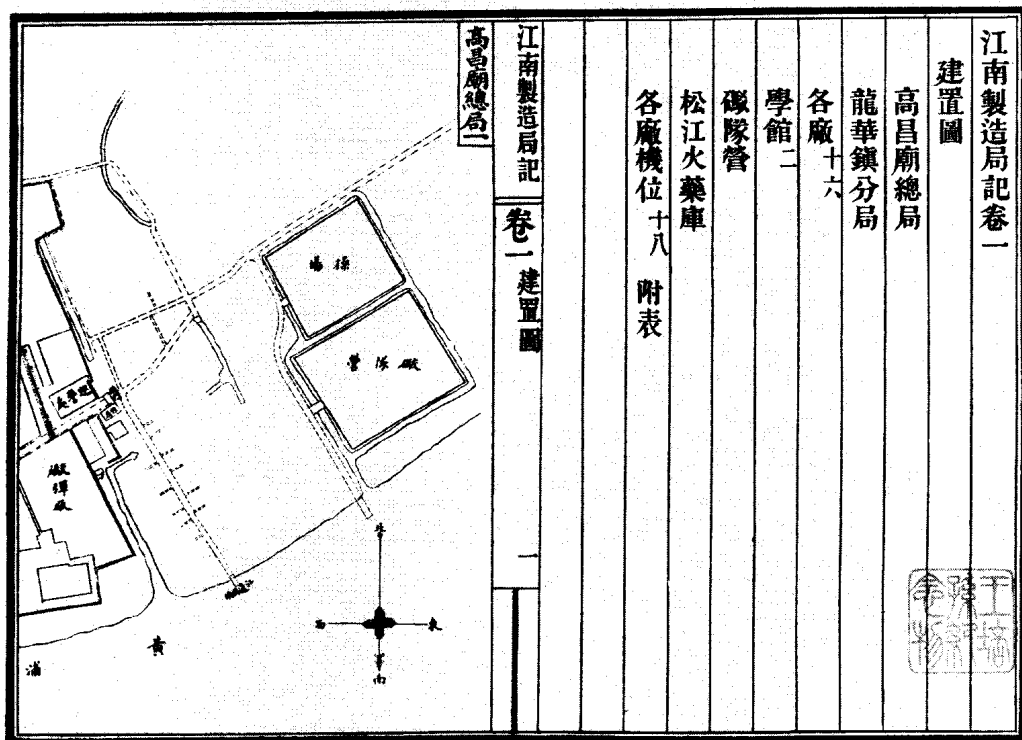 江南製造局記卷一
建置圖
高昌廟總局
龍華鎮分局
各廠十六
學館二
礮隊營
松江火藥庫
各廠機位十八 附表
江南製造局記
卷一 建置圖
一
高昌廟總局一
操場
礮隊營
礮彈廠
北
東
南
西
黃
浦